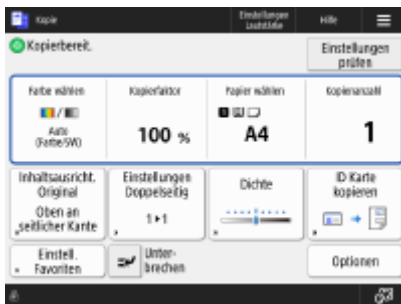 Kopie
Einstellungen
Lautstärke
Hilfe
Kopierbereit.
Einstellungen
prüfen
Farbe wählen
Auto
(Farbe/SW)
Kopierfaktor
100 %
Papier wählen
A4
Kopienanzahl
1
Inhaltsausricht.
Original
Oben an
seitlicher Kante
Einstellungen
Doppelseitig
1▸1
Dichte
ID Karte
kopieren
Einstell.
Favoriten
Unter-
brechen
Optionen